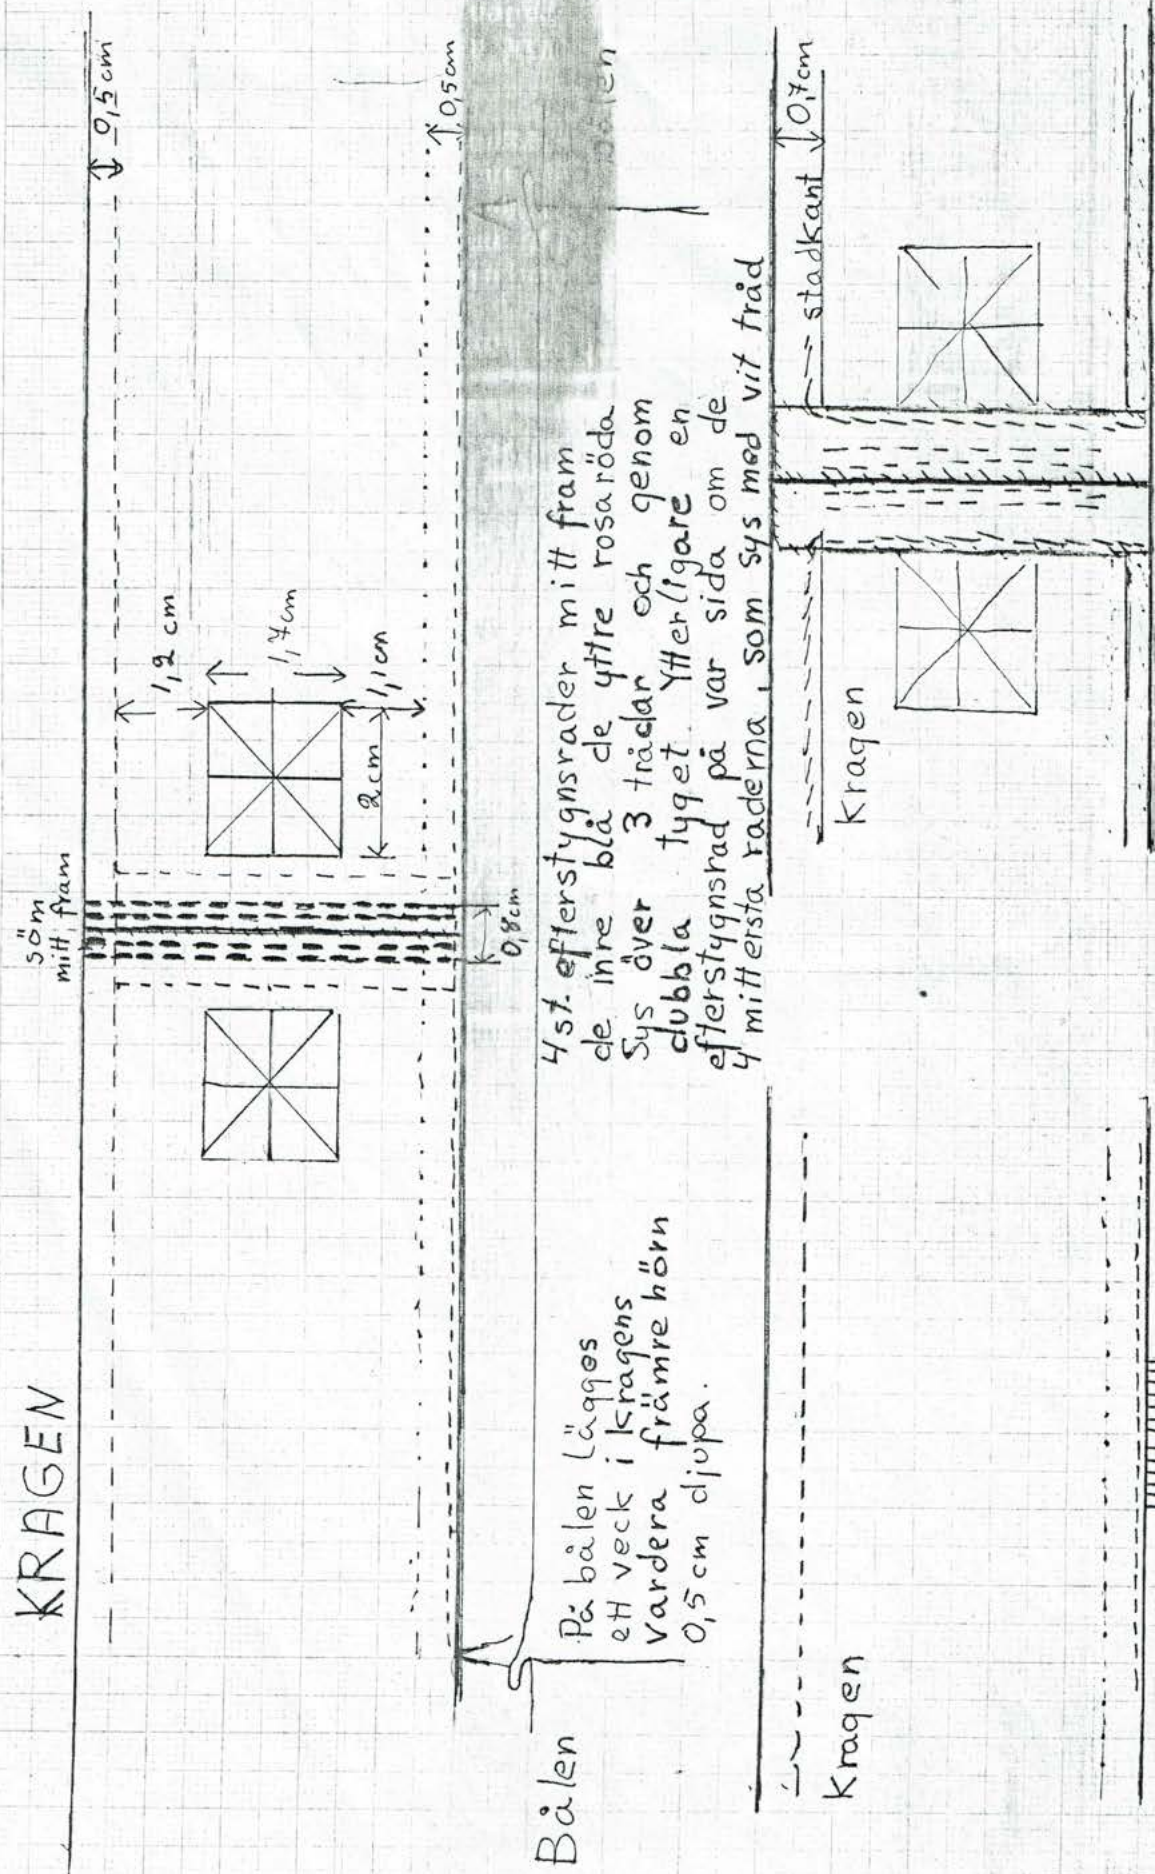 KRAGEN
söm
mitt fram
0,5 cm
1,2 cm
1,7 cm
1,1 cm
2 cm
0,8 cm
0,5 cm
Bålen
På bålen lägges
ett veck i kragens
vardera främre hörn
0,5 cm djupa.
4 st. efterstygnsrader mitt fram
de inre blå de yttre rosaröda
Sys över 3 trådar och genom
dubbla tyget. Ytterligare en
efterstygnsrad på var sida om de
4 mittersta raderna, som sys med vit tråd
Kragen
Kragen
stadkant
0,7 cm